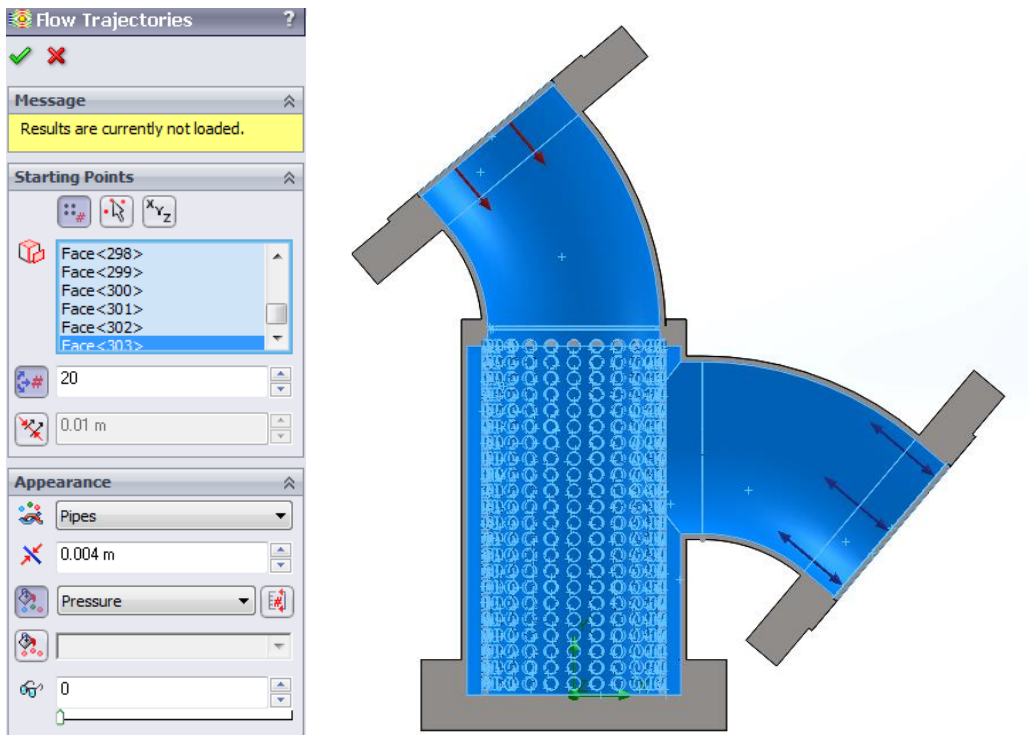 Flow Trajectories ?
Message
Results are currently not loaded.
Starting Points
#
X Y Z
Face<298>
Face<299>
Face<300>
Face<301>
Face<302>
Face<303>
# 20
0.01 m
Appearance
Pipes
0.004 m
Pressure
0